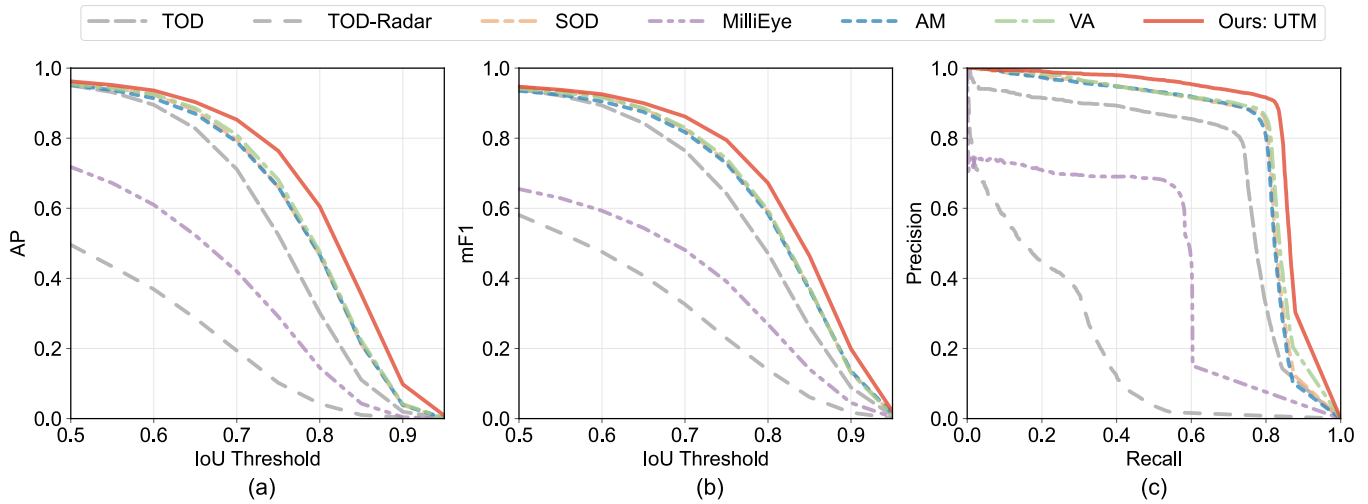 TOD TOD-Radar SOD MilliEye AM VA Ours: UTM
1.0 0.8 0.6 0.4 0.2 0.0
AP
0.5 0.6 0.7 0.8 0.9
IoU Threshold
(a)
1.0 0.8 0.6 0.4 0.2 0.0
mF1
0.5 0.6 0.7 0.8 0.9
IoU Threshold
(b)
1.0 0.8 0.6 0.4 0.2 0.0
Precision
0.0 0.2 0.4 0.6 0.8 1.0
Recall
(c)